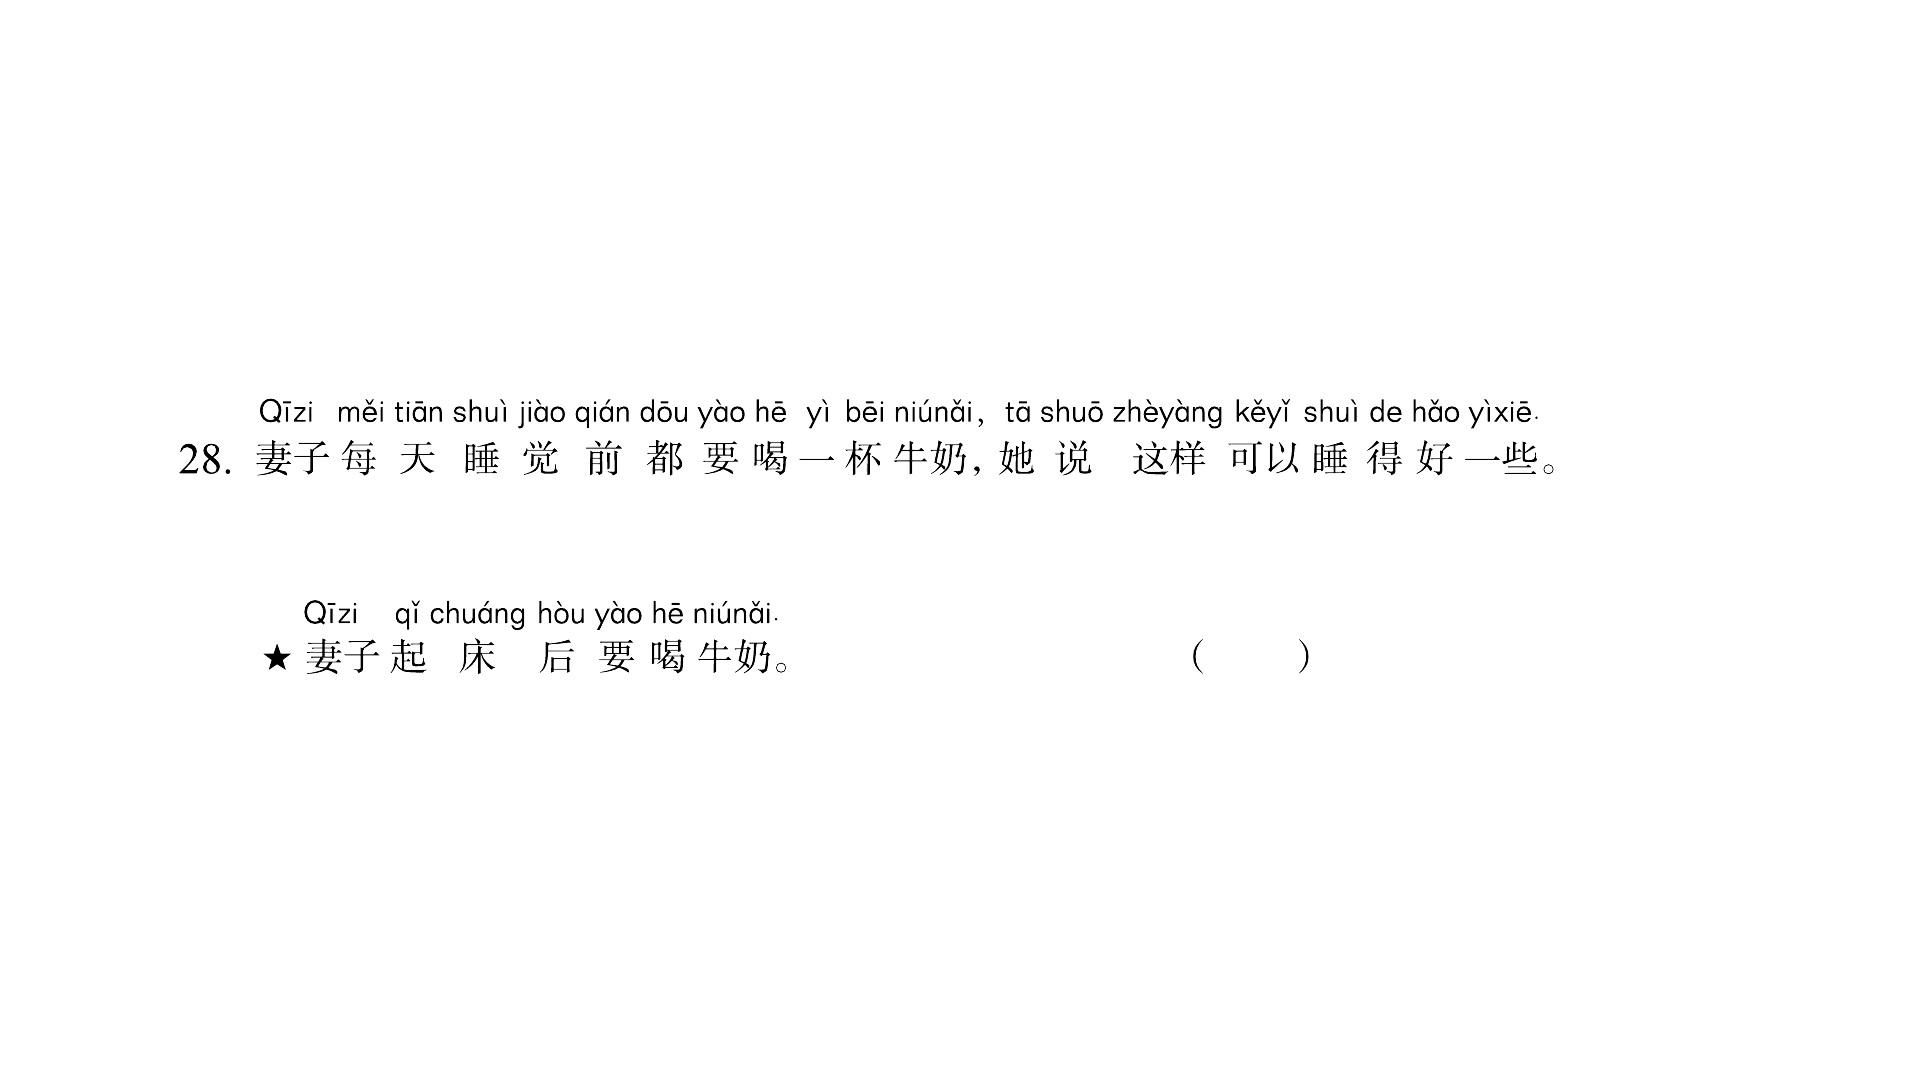 Qīzi měi tiān shuì jiào qián dōu yào hē yì bēi niúnǎi, tā shuō zhèyàng kěyǐ shuì de hǎo yìxiē.
28. 妻子每天睡觉前都要喝一杯牛奶，她说这样可以睡得好一些。
Qīzi qǐ chuáng hòu yào hē niúnǎi.
★ 妻子起床后要喝牛奶。 （ ）